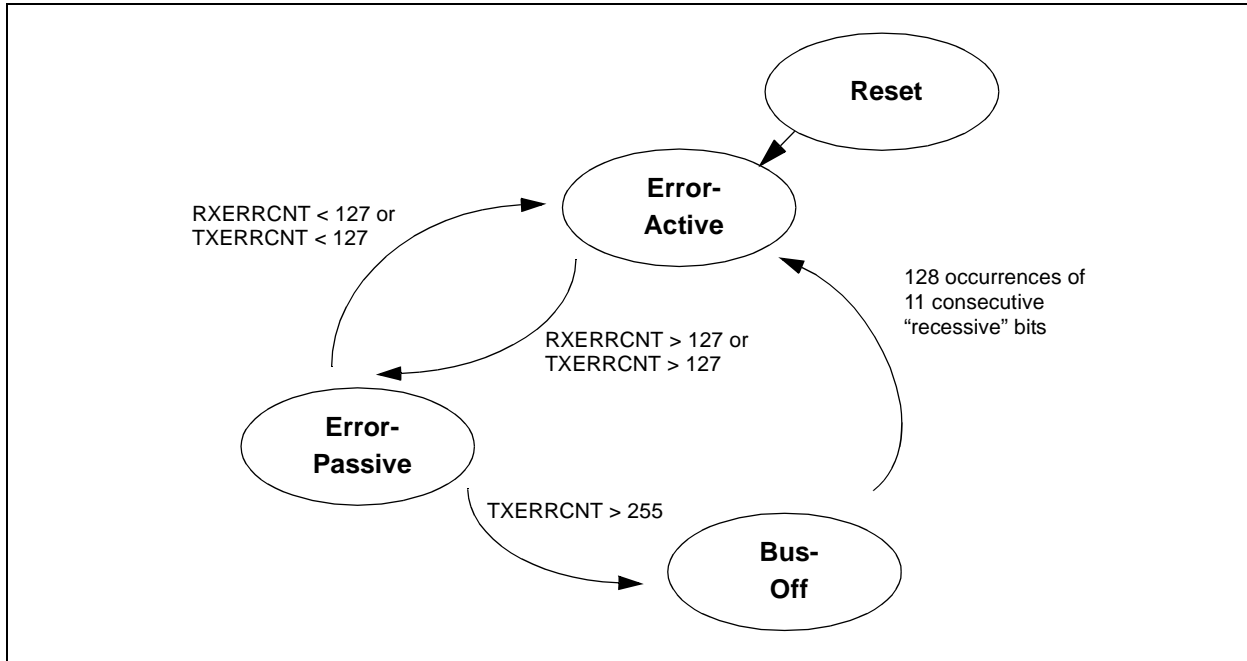 Reset
Error-
Active
RXERRCNT < 127 or
TXERRCNT < 127
128 occurrences of
11 consecutive
“recessive” bits
RXERRCNT > 127 or
TXERRCNT > 127
Error-
Passive
TXERRCNT > 255
Bus-
Off